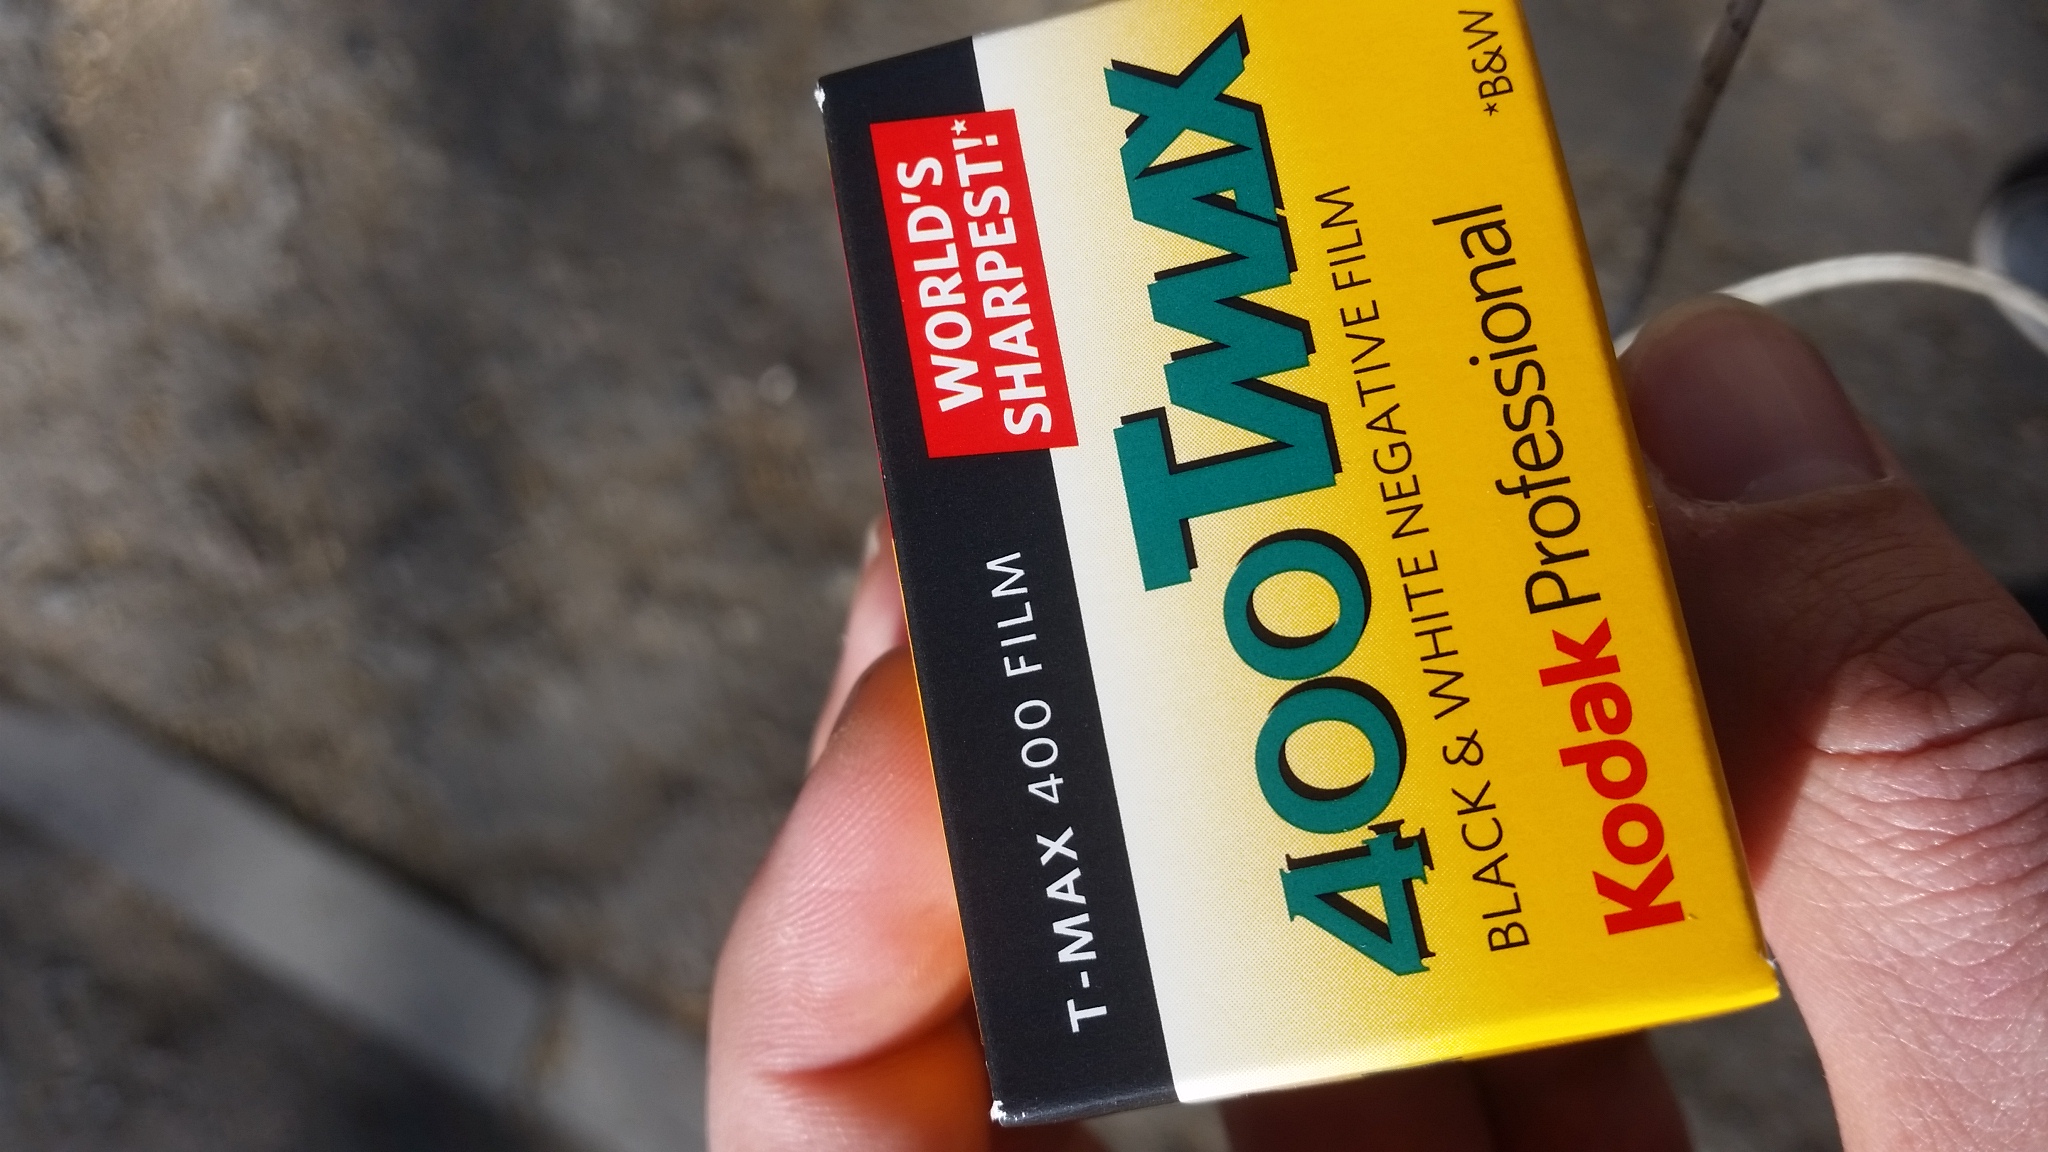 WORLD'S
SHARPEST!*
T-MAX 400 FILM
400 TMAX
BLACK & WHITE NEGATIVE FILM
Kodak Professional
*B&W